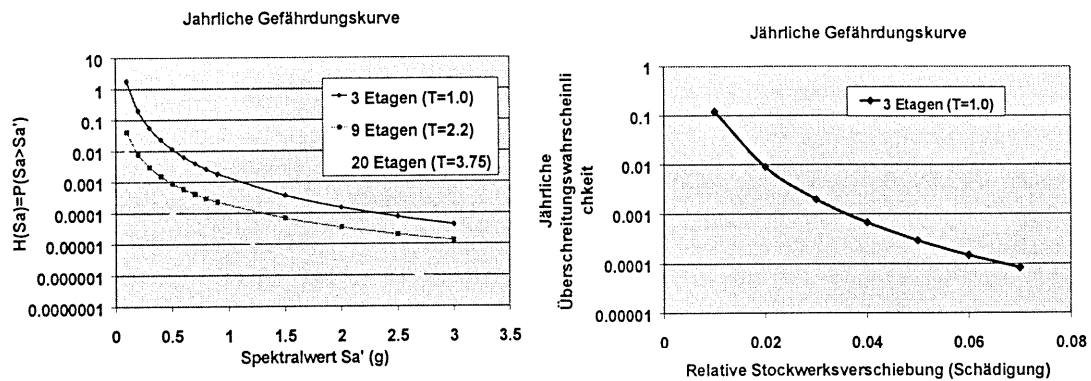 Jahrliche Gefährdungskurve
H(Sa)=P(Sa>Sa')
10
1
0.1
0.01
0.001
0.0001
0.00001
0.000001
0.0000001
3 Etagen (T=1.0)
9 Etagen (T=2.2)
20 Etagen (T=3.75)
0 0.5 1 1.5 2 2.5 3 3.5
Spektralwert Sa' (g)
Jährliche Gefährdungskurve
Jährliche
Überschreitungswahrscheinli
chkeit
1
0.1
0.01
0.001
0.0001
0.00001
3 Etagen (T=1.0)
0 0.02 0.04 0.06 0.08
Relative Stockwerksverschiebung (Schädigung)